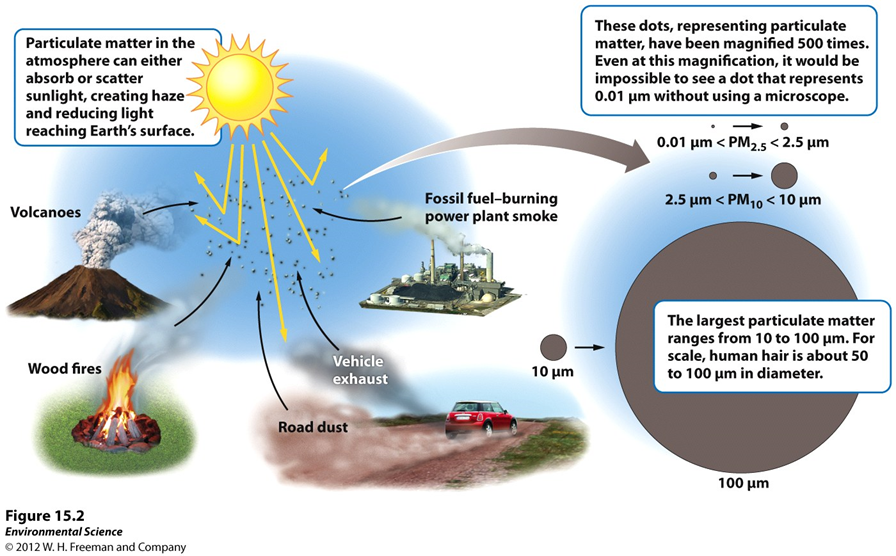 Particulate matter in the
atmosphere can either
absorb or scatter
sunlight, creating haze
and reducing light
reaching Earth's surface.
These dots, representing particulate
matter, have been magnified 500 times.
Even at this magnification, it would be
impossible to see a dot that represents
0.01 μm without using a microscope.
0.01 μm < PM2.5 < 2.5 μm
2.5 μm < PM10 < 10 μm
Volcanoes
Fossil fuel–burning
power plant smoke
The largest particulate matter
ranges from 10 to 100 μm. For
scale, human hair is about 50
to 100 μm in diameter.
10 μm
Wood fires
Vehicle
exhaust
Road dust
100 μm
Figure 15.2
Environmental Science
© 2012 W. H. Freeman and Company